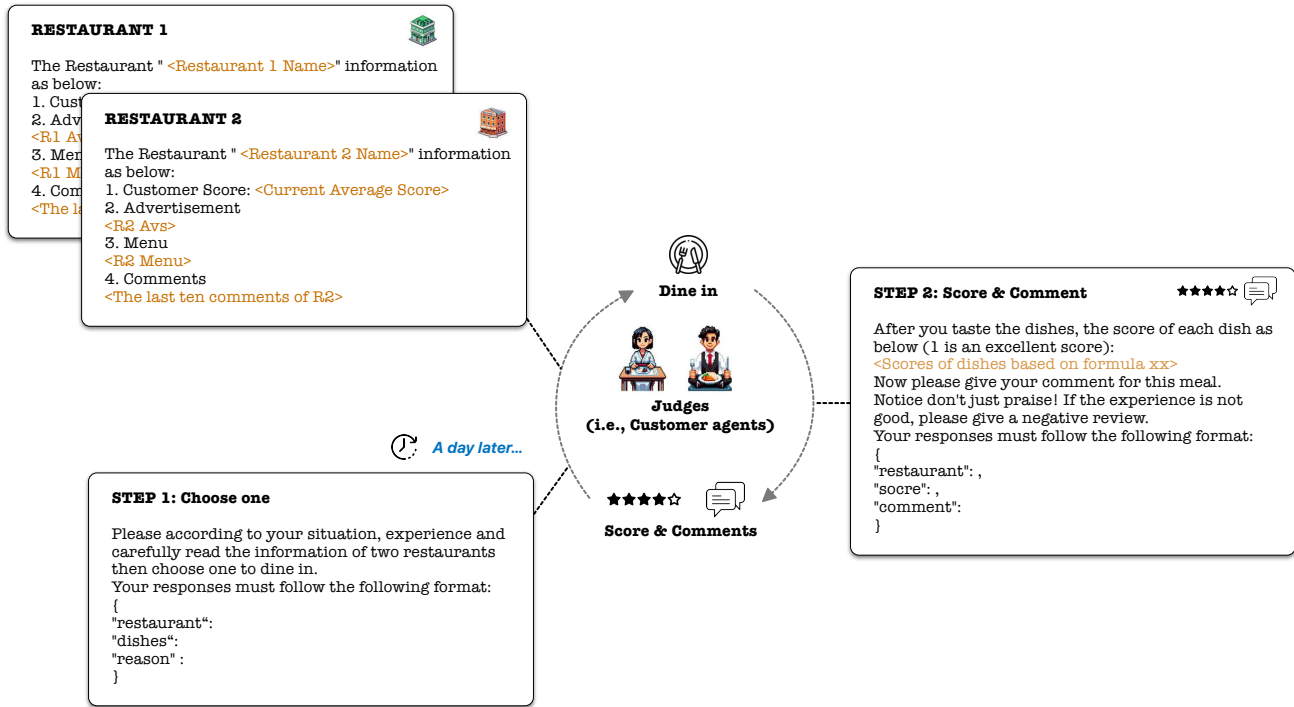 RESTAURANT 1
The Restaurant " <Restaurant 1 Name>" information
as below:
1. Cust
2. Adv
<R1 Av
3. Men
<R1 M
4. Com
<The la
RESTAURANT 2
The Restaurant " <Restaurant 2 Name>" information
as below:
1. Customer Score: <Current Average Score>
2. Advertisement
<R2 Avs>
3. Menu
<R2 Menu>
4. Comments
<The last ten comments of R2>
Dine in
Judges
(i.e., Customer agents)
Score & Comments
A day later...
STEP 1: Choose one
Please according to your situation, experience and
carefully read the information of two restaurants
then choose one to dine in.
Your responses must follow the following format:
{
"restaurant“:
"dishes“:
"reason" :
}
STEP 2: Score & Comment
After you taste the dishes, the score of each dish as
below (1 is an excellent score):
<Scores of dishes based on formula xx>
Now please give your comment for this meal.
Notice don't just praise! If the experience is not
good, please give a negative review.
Your responses must follow the following format:
{
"restaurant": ,
"socre": ,
"comment":
}